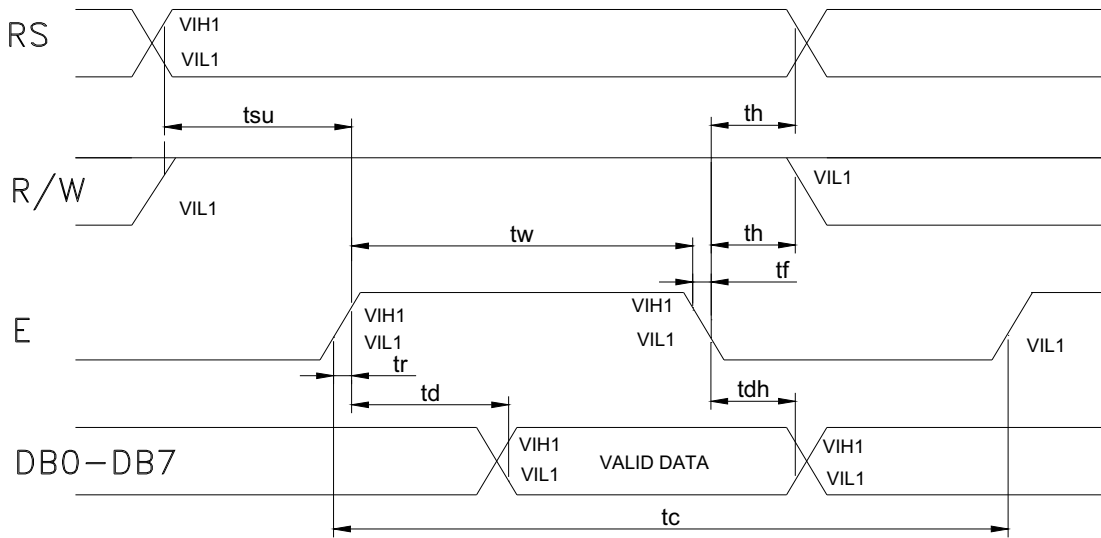 RS
VIH1
VIL1
tsu
th
R/W
VIL1
VIL1
tw
th
tf
E
VIH1
VIL1
VIH1
VIL1
VIL1
tr
td
tdh
DB0-DB7
VIH1
VIL1
VALID DATA
VIH1
VIL1
tc